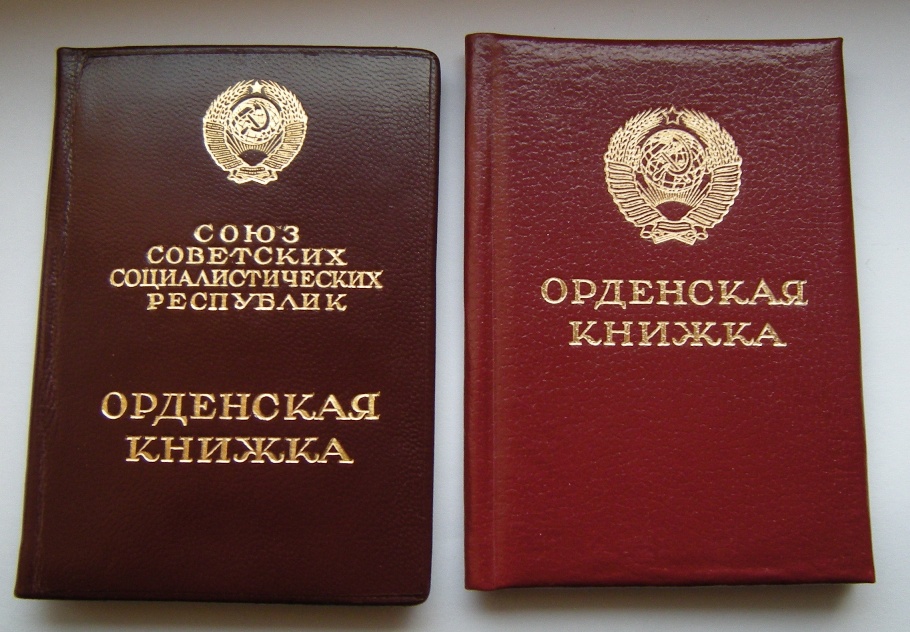 СОЮЗ
СОВЕТСКИХ
СОЦИАЛИСТИЧЕСКИХ
РЕСПУБЛИК
ОРДЕНСКАЯ
КНИЖКА
ОРДЕНСКАЯ
КНИЖКА